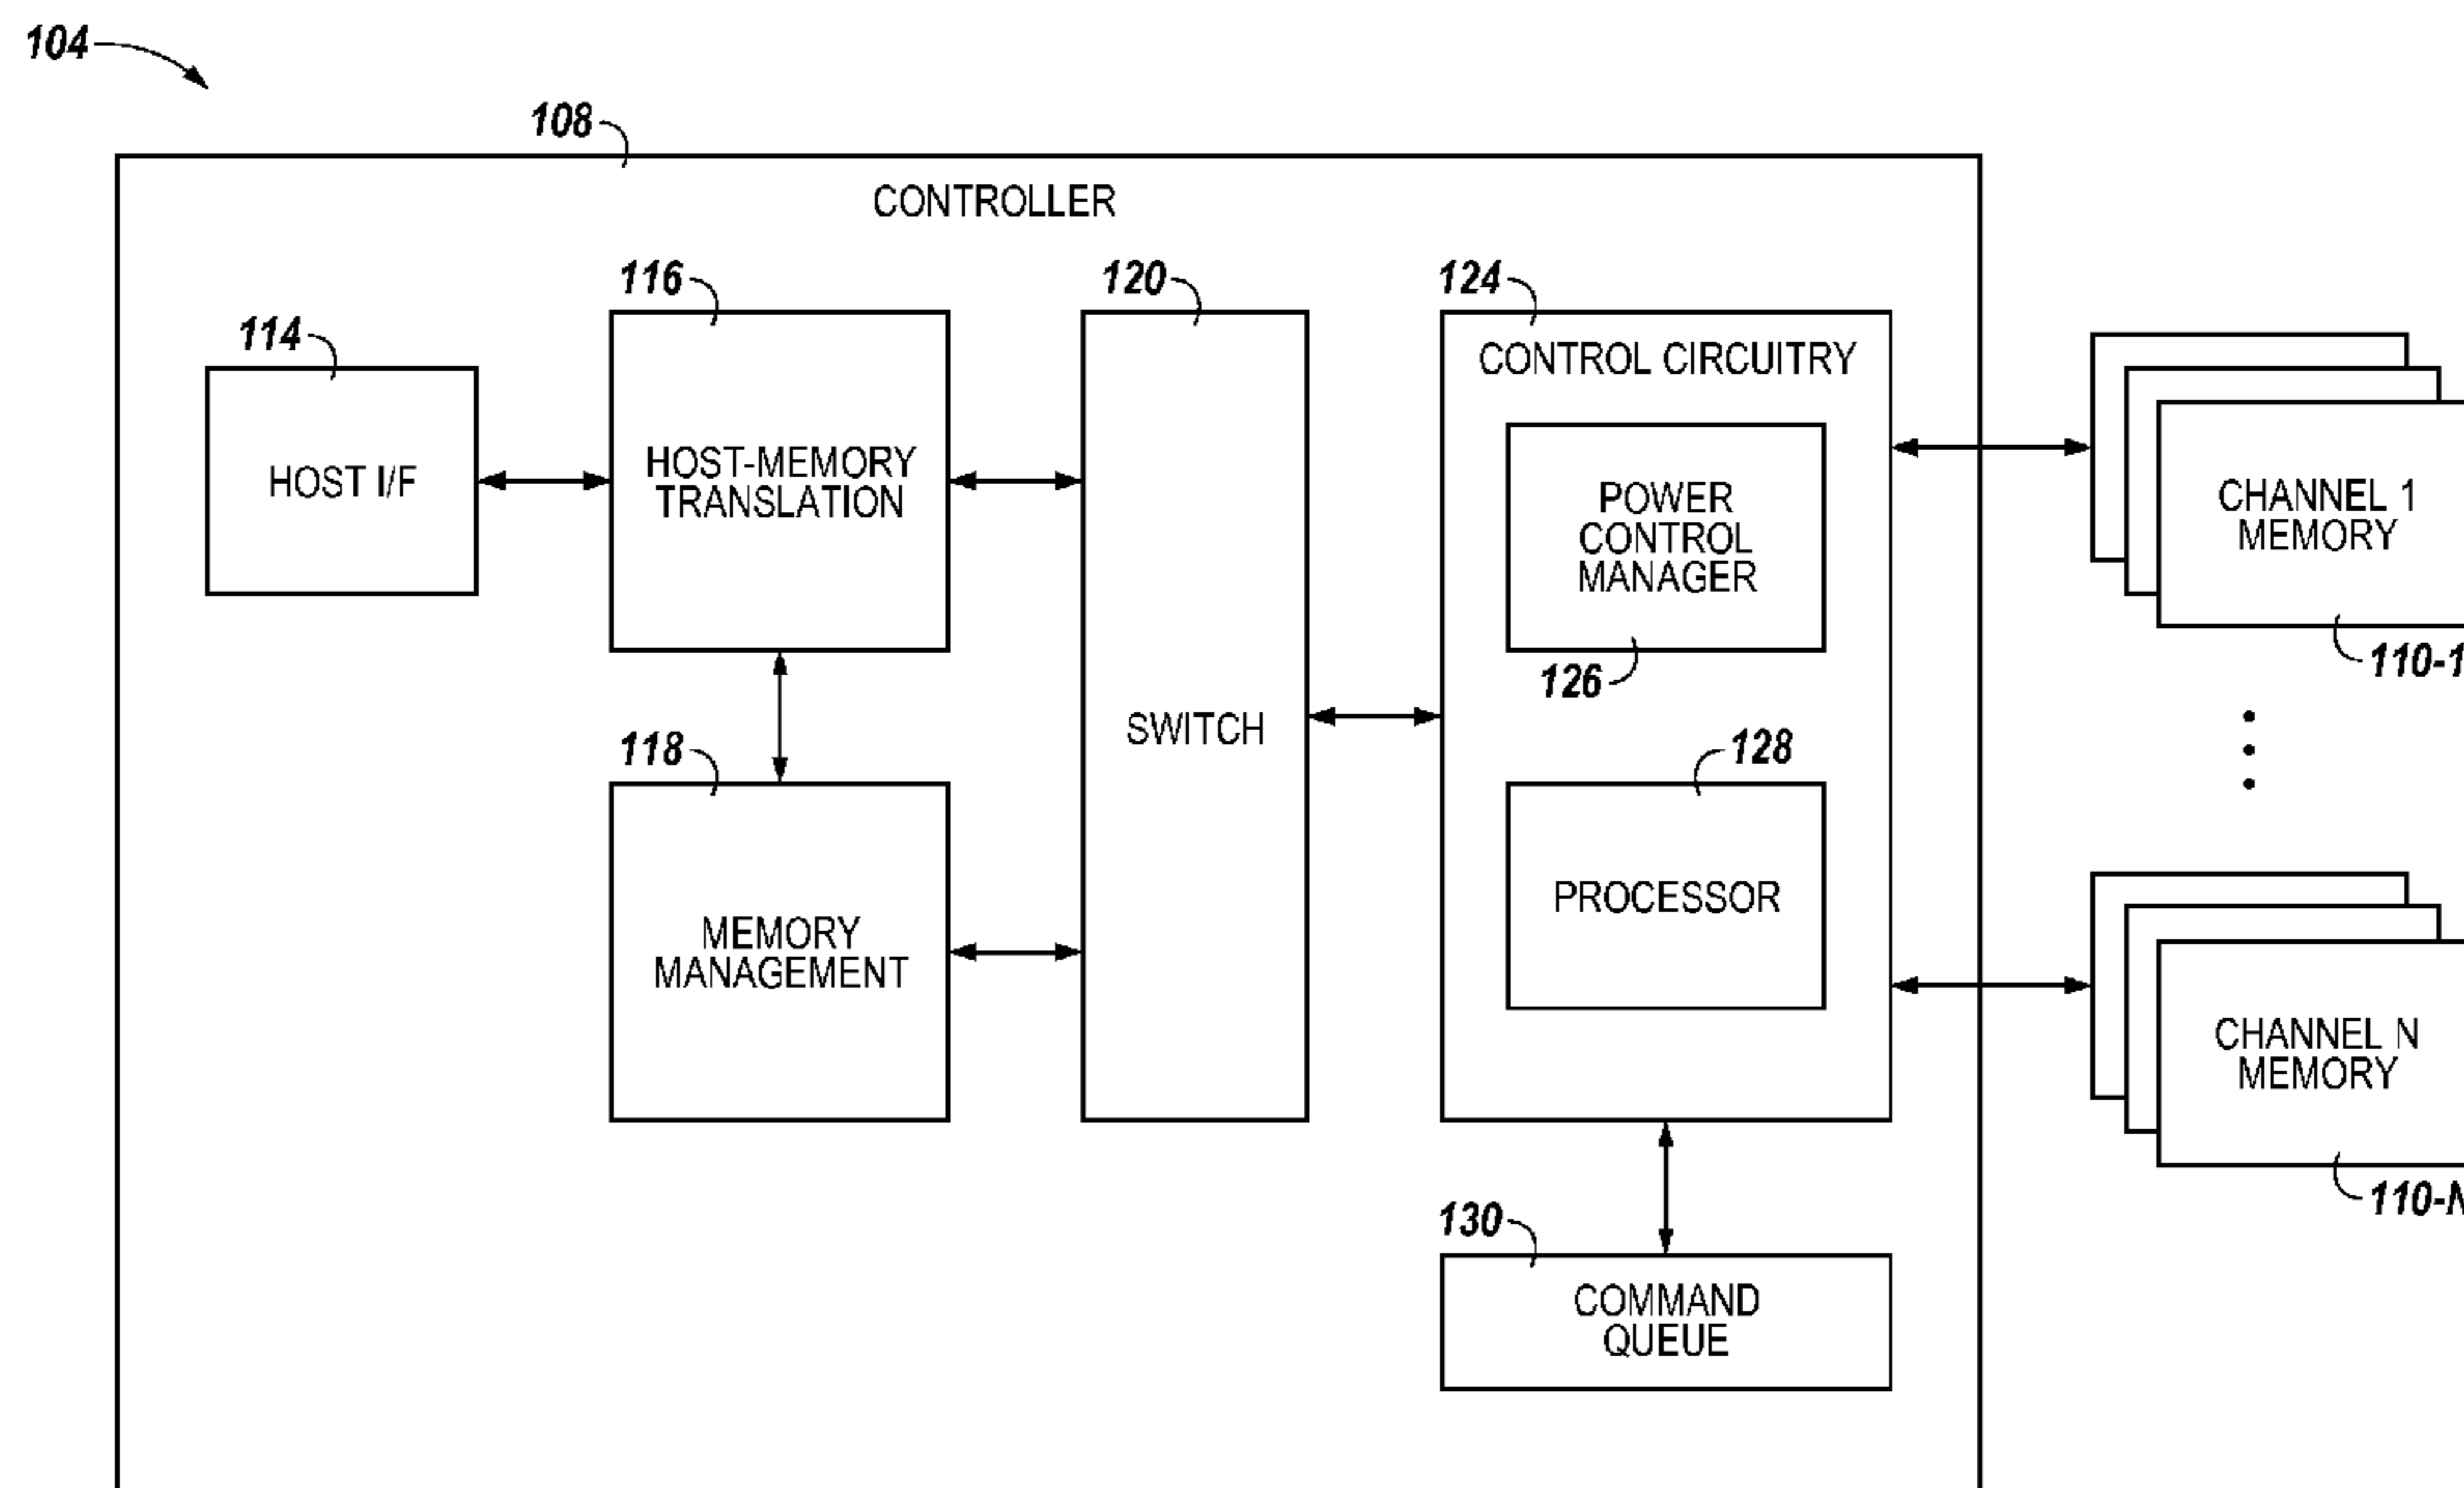 104
108
CONTROLLER
116
120
124
114
CONTROL CIRCUITRY
HOST I/F
HOST-MEMORY
TRANSLATION
POWER
CONTROL
MANAGER
CHANNEL 1
MEMORY
126
110-1
118
SWITCH
128
MEMORY
MANAGEMENT
PROCESSOR
CHANNEL N
MEMORY
110-N
130
COMMAND
QUEUE